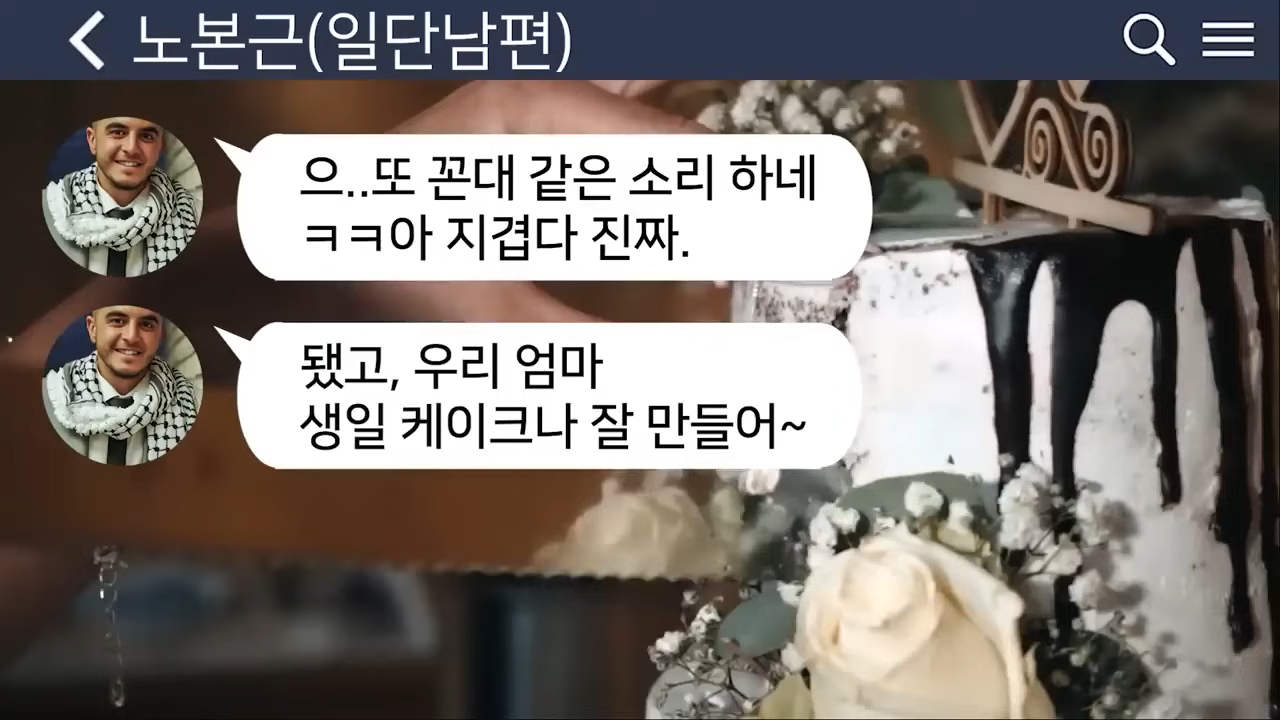 노본근(일단남편)
으..또 꼰대 같은 소리 하네
ㅋㅋ아 지겹다 진짜.
됐고, 우리 엄마
생일 케이크나 잘 만들어~